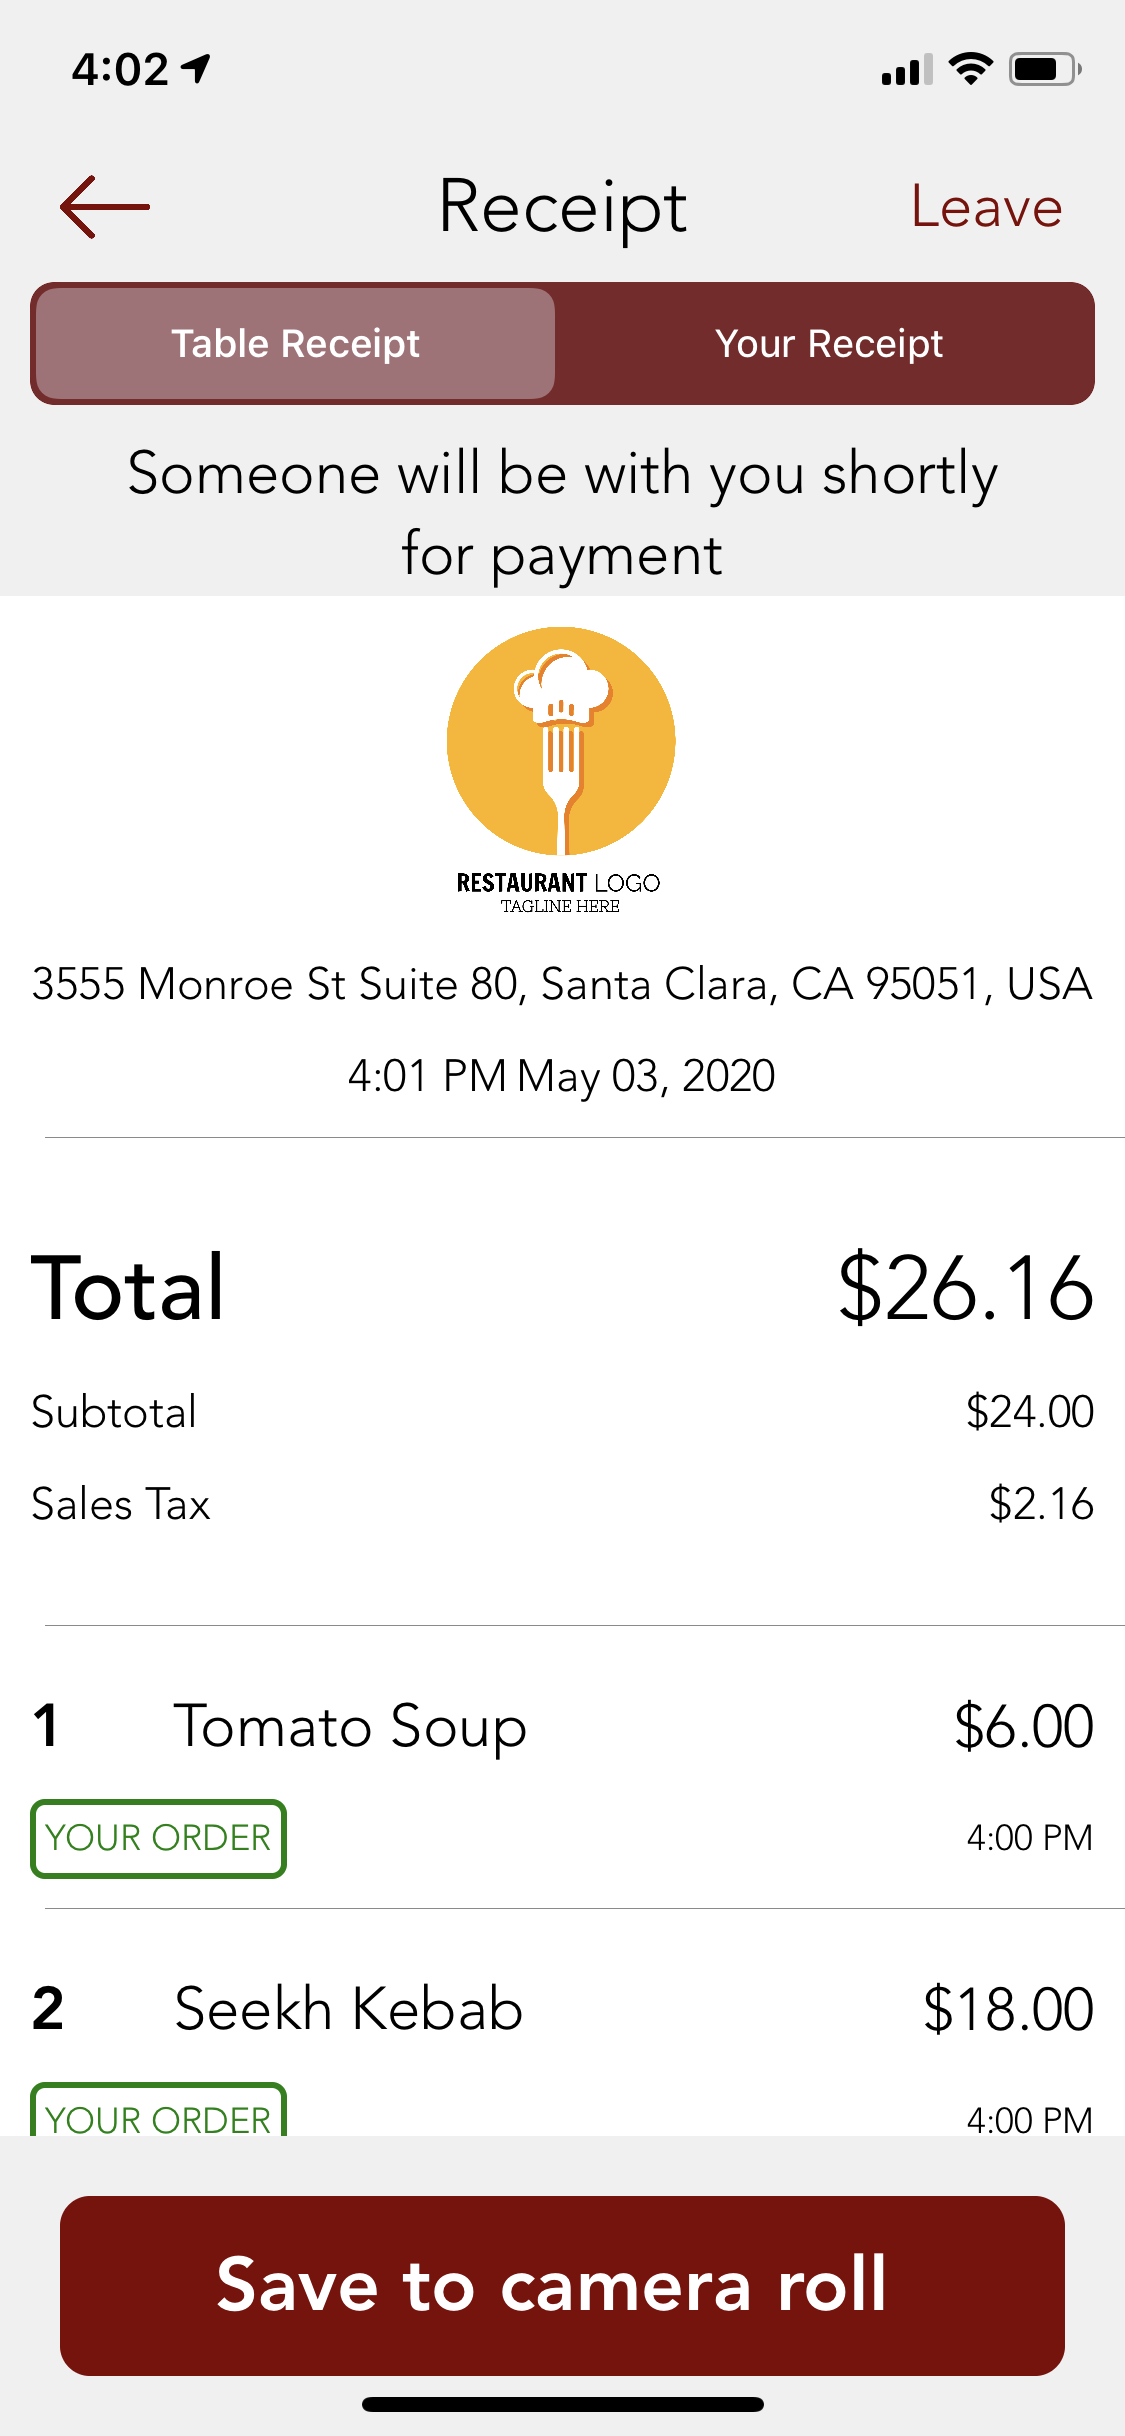 4:02
Receipt
Leave
Table Receipt
Your Receipt
Someone will be with you shortly
for payment
RESTAURANT LOGO
TAGLINE HERE
3555 Monroe St Suite 80, Santa Clara, CA 95051, USA
4:01 PM May 03, 2020
Total $26.16
Subtotal $24.00
Sales Tax $2.16
1 Tomato Soup $6.00
YOUR ORDER 4:00 PM
2 Seekh Kebab $18.00
YOUR ORDER 4:00 PM
Save to camera roll